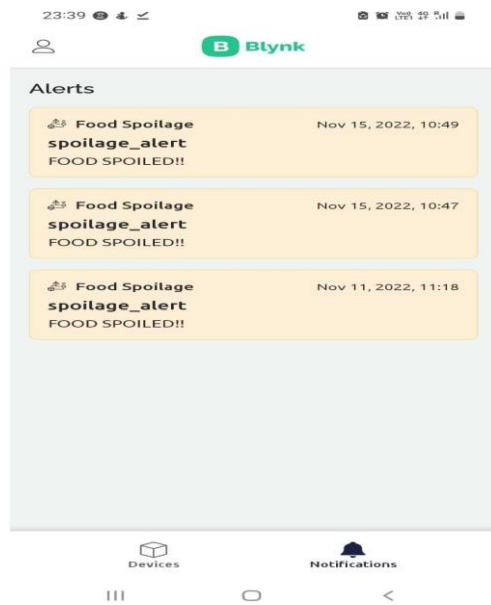 23:39
B Blynk
Alerts
Food Spoilage Nov 15, 2022, 10:49
spoilage_alert
FOOD SPOILED!!
Food Spoilage Nov 15, 2022, 10:47
spoilage_alert
FOOD SPOILED!!
Food Spoilage Nov 11, 2022, 11:18
spoilage_alert
FOOD SPOILED!!
Devices Notifications